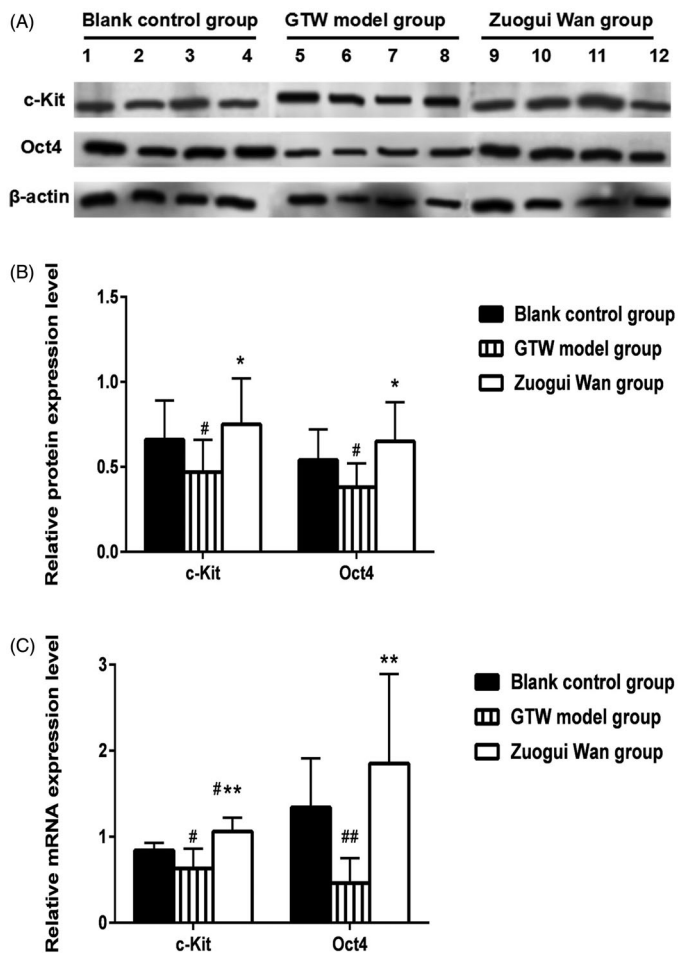 (A)
Blank control group GTW model group Zuogui Wan group
1 2 3 4 5 6 7 8 9 10 11 12
c-Kit
Oct4
β-actin
(B)
Relative protein expression level
1.5
1.0
0.5
0.0
# * # *
c-Kit Oct4
Blank control group
GTW model group
Zuogui Wan group
(C)
Relative mRNA expression level
3
2
1
0
# #** ## **
c-Kit Oct4
Blank control group
GTW model group
Zuogui Wan group